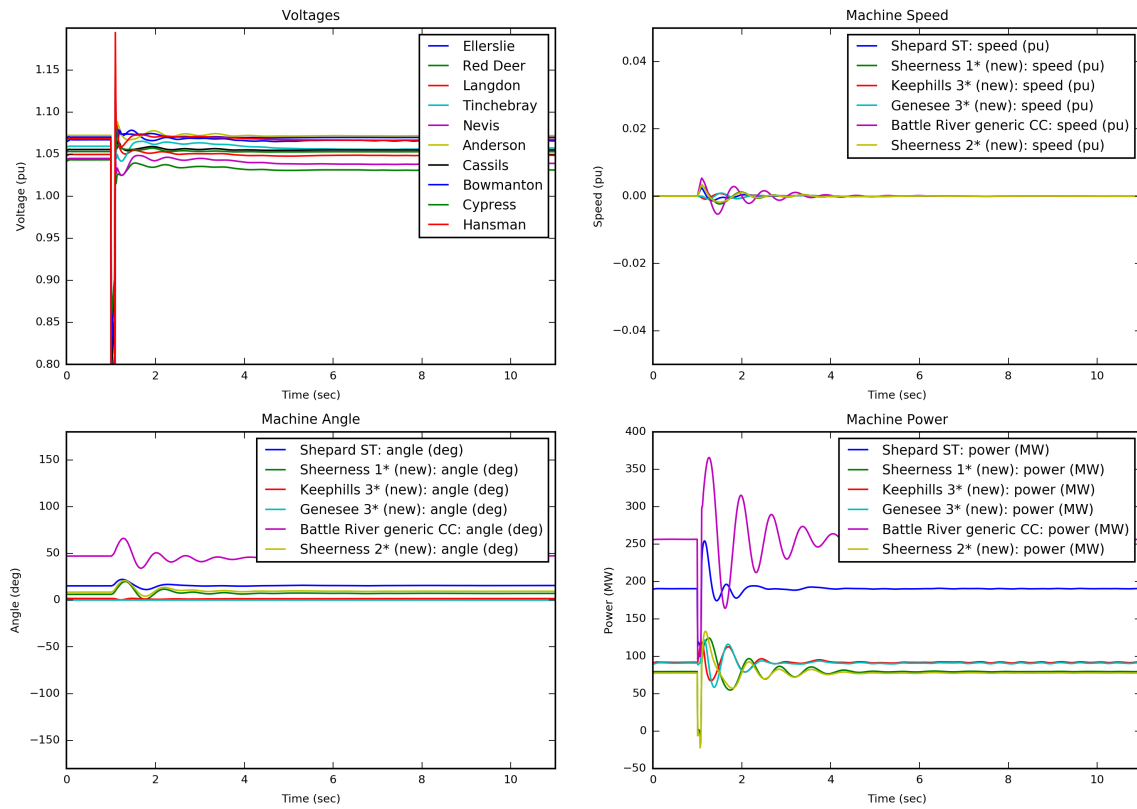 Voltages
1.15
1.10
1.05
1.00
0.95
0.90
0.85
0.80
Voltage (pu)
0 2 4 6 8 10
Time (sec)
Ellerslie
Red Deer
Langdon
Tinchebray
Nevis
Anderson
Cassils
Bowmanton
Cypress
Hansman
Machine Speed
0.04
0.02
0.00
−0.02
−0.04
Speed (pu)
0 2 4 6 8 10
Time (sec)
Shepard ST: speed (pu)
Sheerness 1* (new): speed (pu)
Keephills 3* (new): speed (pu)
Genesee 3* (new): speed (pu)
Battle River generic CC: speed (pu)
Sheerness 2* (new): speed (pu)
Machine Angle
150
100
50
0
−50
−100
−150
Angle (deg)
0 2 4 6 8 10
Time (sec)
Shepard ST: angle (deg)
Sheerness 1* (new): angle (deg)
Keephills 3* (new): angle (deg)
Genesee 3* (new): angle (deg)
Battle River generic CC: angle (deg)
Sheerness 2* (new): angle (deg)
Machine Power
400
350
300
250
200
150
100
50
0
−50
Power (MW)
0 2 4 6 8 10
Time (sec)
Shepard ST: power (MW)
Sheerness 1* (new): power (MW)
Keephills 3* (new): power (MW)
Genesee 3* (new): power (MW)
Battle River generic CC: power (MW)
Sheerness 2* (new): power (MW)